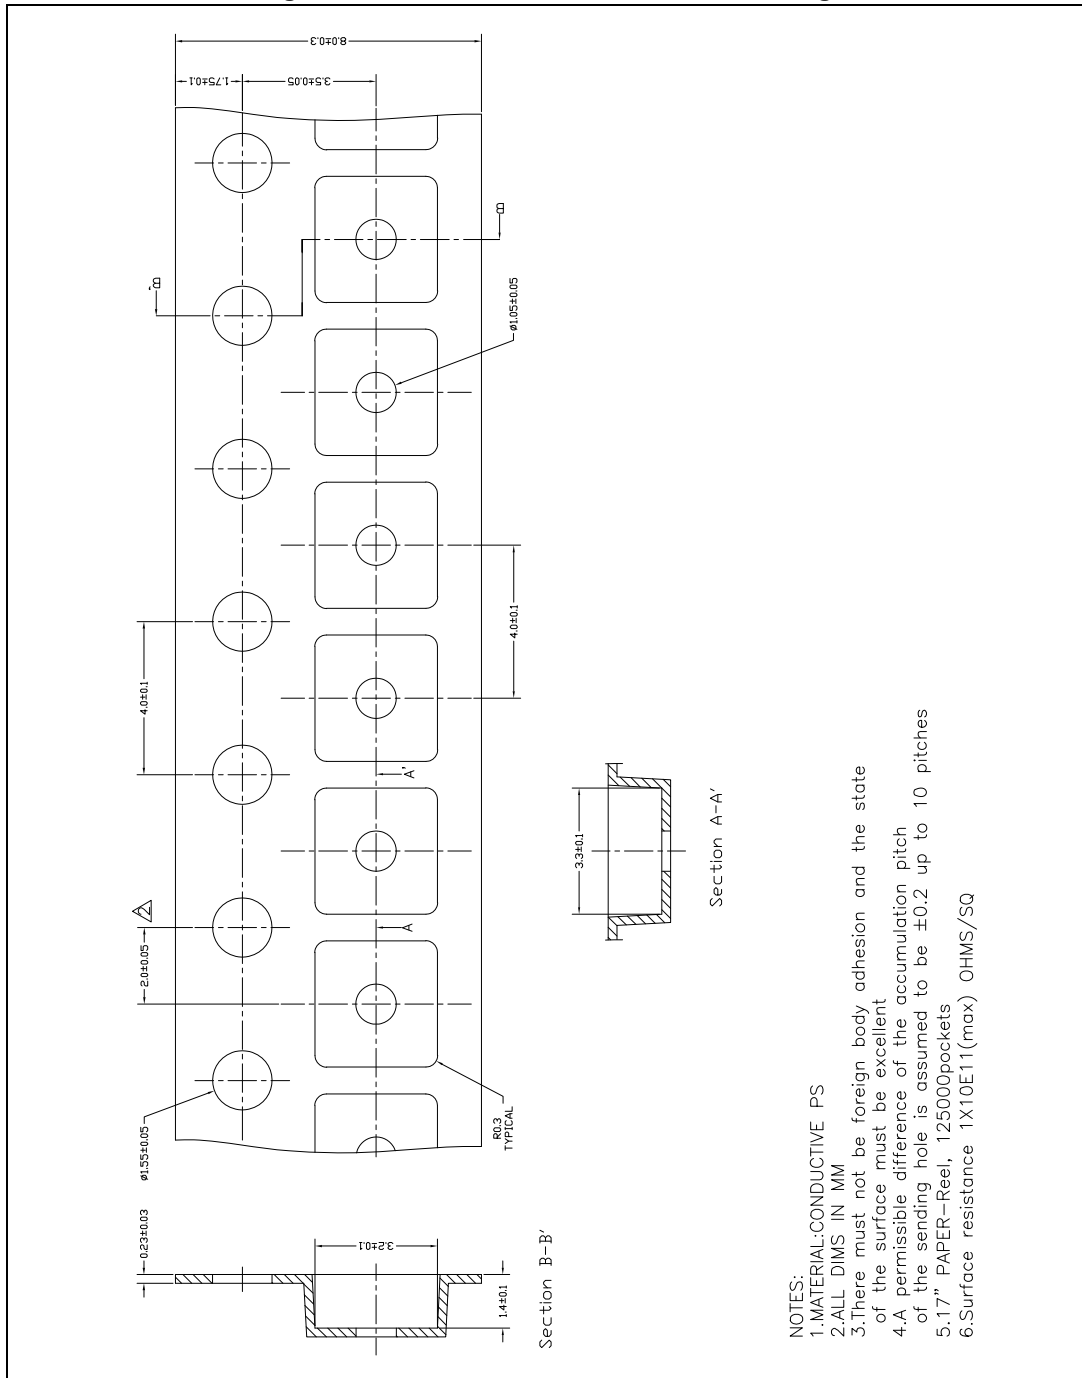 8.0±0.3
1.75±0.1
3.5±0.05
B
B'
ø1.05±0.05
4.0±0.1
4.0±0.1
A'
A
2
2.0±0.05
ø1.55±0.05
R0.3
TYPICAL
3.3±0.1
Section A-A'
0.23±0.03
3.2±0.1
1.4±0.1
Section B-B'
NOTES:
1.MATERIAL:CONDUCTIVE PS
2.ALL DIMS IN MM
3.There must not be foreign body adhesion and the state
of the surface must be excellent
4.A permissible difference of the accumulation pitch
of the sending hole is assumed to be ±0.2 up to 10 pitches
5.17" PAPER-Reel, 125000pockets
6.Surface resistance 1X10E11(max) OHMS/SQ